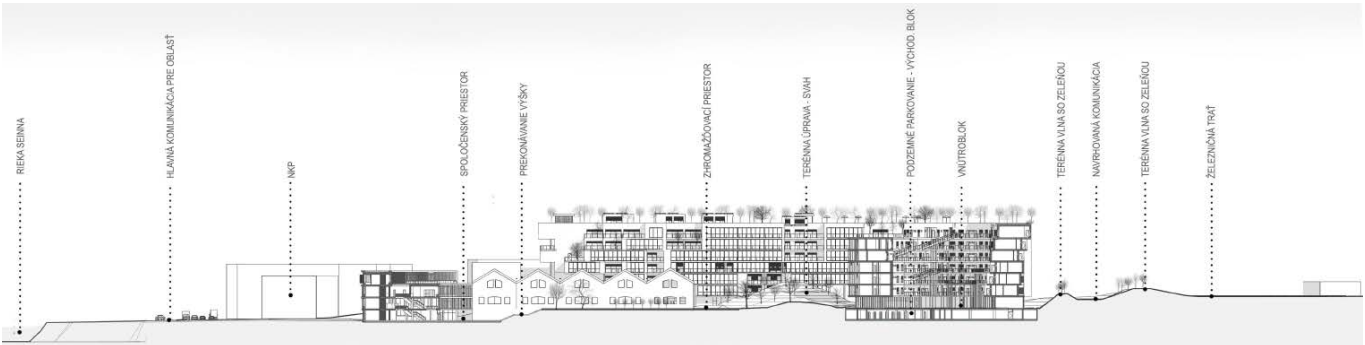 RIEKA SEINNA
HLAVNÁ KOMUNIKÁCIA PRE OBLASŤ
NKP
SPOLOČENSKÝ PRIESTOR
PREKONÁVANIE VÝŠKY
ZHROMAŽĎOVACÍ PRIESTOR
TERÉNNA ÚPRAVA - SVAH
PODZEMNÉ PARKOVANIE - VÝCHOD. BLOK
VNÚTROBLOK
TERÉNNA VLNA SO ZELEŇOU
NAVRHOVANÁ KOMUNIKÁCIA
TERÉNNA VLNA SO ZELEŇOU
ŽELEZNIČNÁ TRAŤ